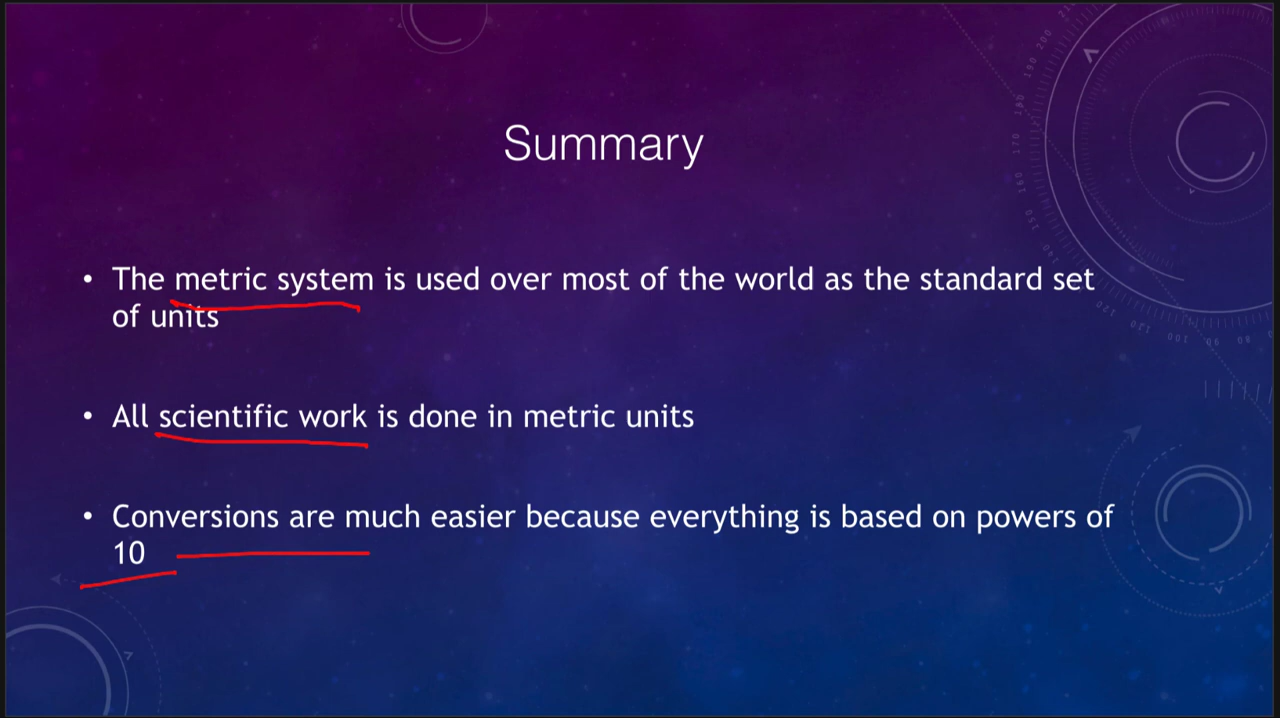 Summary
• The metric system is used over most of the world as the standard set
of units
• All scientific work is done in metric units
• Conversions are much easier because everything is based on powers of
10